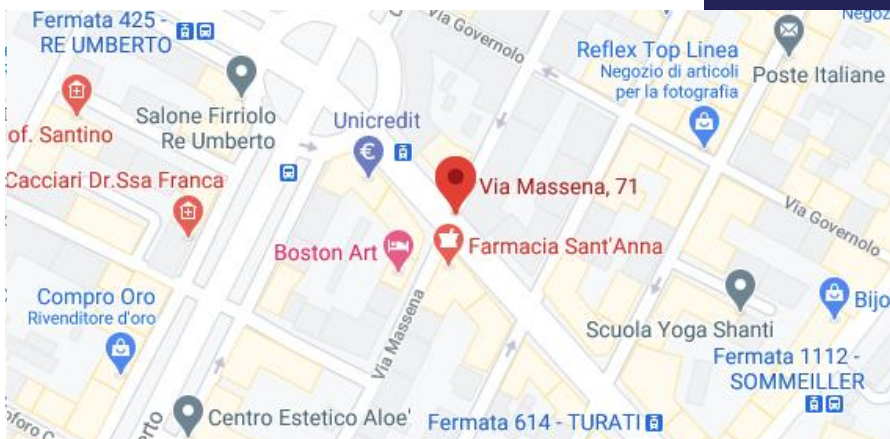 Fermata 425 -
RE UMBERTO
Via Governolo
Negoz
Reflex Top Linea
Negozio di articoli
per la fotografia
Poste Italiane
Salone Firriolo
Re Umberto
Unicredit
€
of. Santino
Cacciari Dr.Ssa Franca
Via Massena, 71
Via Governolo
Boston Art
Farmacia Sant'Anna
Compro Oro
Rivenditore d'oro
Via Massena
Scuola Yoga Shanti
Bijo
Fermata 1112 -
SOMMEILLER
Centro Estetico Aloe'
Fermata 614 - TURATI
oforo C
berto